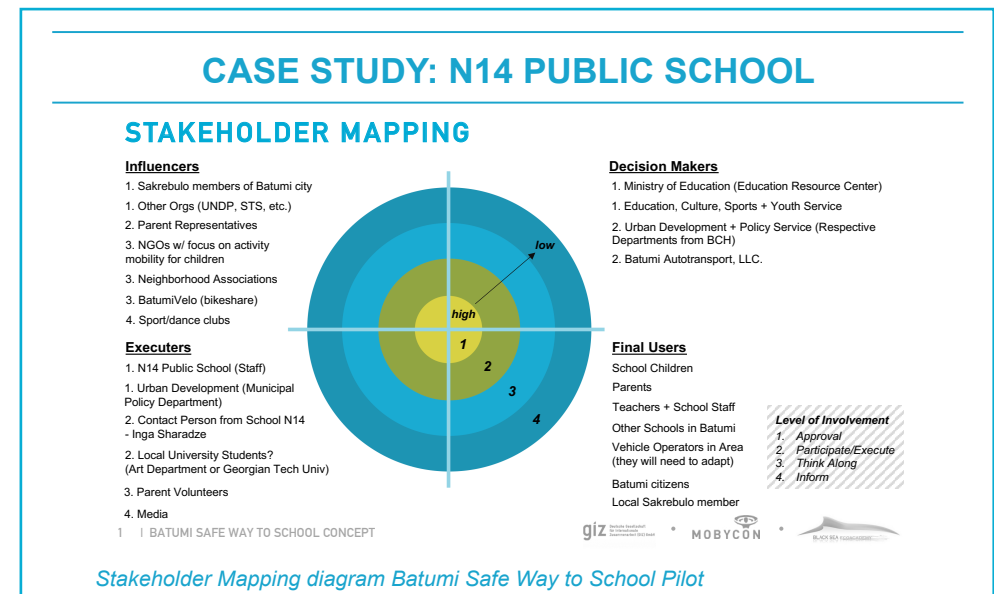 CASE STUDY: N14 PUBLIC SCHOOL
STAKEHOLDER MAPPING
Influencers
1. Sakrebulo members of Batumi city
1. Other Orgs (UNDP, STS, etc.)
2. Parent Representatives
3. NGOs w/ focus on activity
mobility for children
3. Neighborhood Associations
3. BatumiVelo (bikeshare)
4. Sport/dance clubs
Decision Makers
1. Ministry of Education (Education Resource Center)
1. Education, Culture, Sports + Youth Service
2. Urban Development + Policy Service (Respective
Departments from BCH)
2. Batumi Autotransport, LLC.
low
high
1
2
3
4
Executers
1. N14 Public School (Staff)
1. Urban Development (Municipal
Policy Department)
2. Contact Person from School N14
- Inga Sharadze
2. Local University Students?
(Art Department or Georgian Tech Univ)
3. Parent Volunteers
4. Media
Final Users
School Children
Parents
Teachers + School Staff
Other Schools in Batumi
Vehicle Operators in Area
(they will need to adapt)
Batumi citizens
Local Sakrebulo member
Level of Involvement
1. Approval
2. Participate/Execute
3. Think Along
4. Inform
1 | BATUMI SAFE WAY TO SCHOOL CONCEPT
giz
MOBYCON
BLACK SEA
Stakeholder Mapping diagram Batumi Safe Way to School Pilot